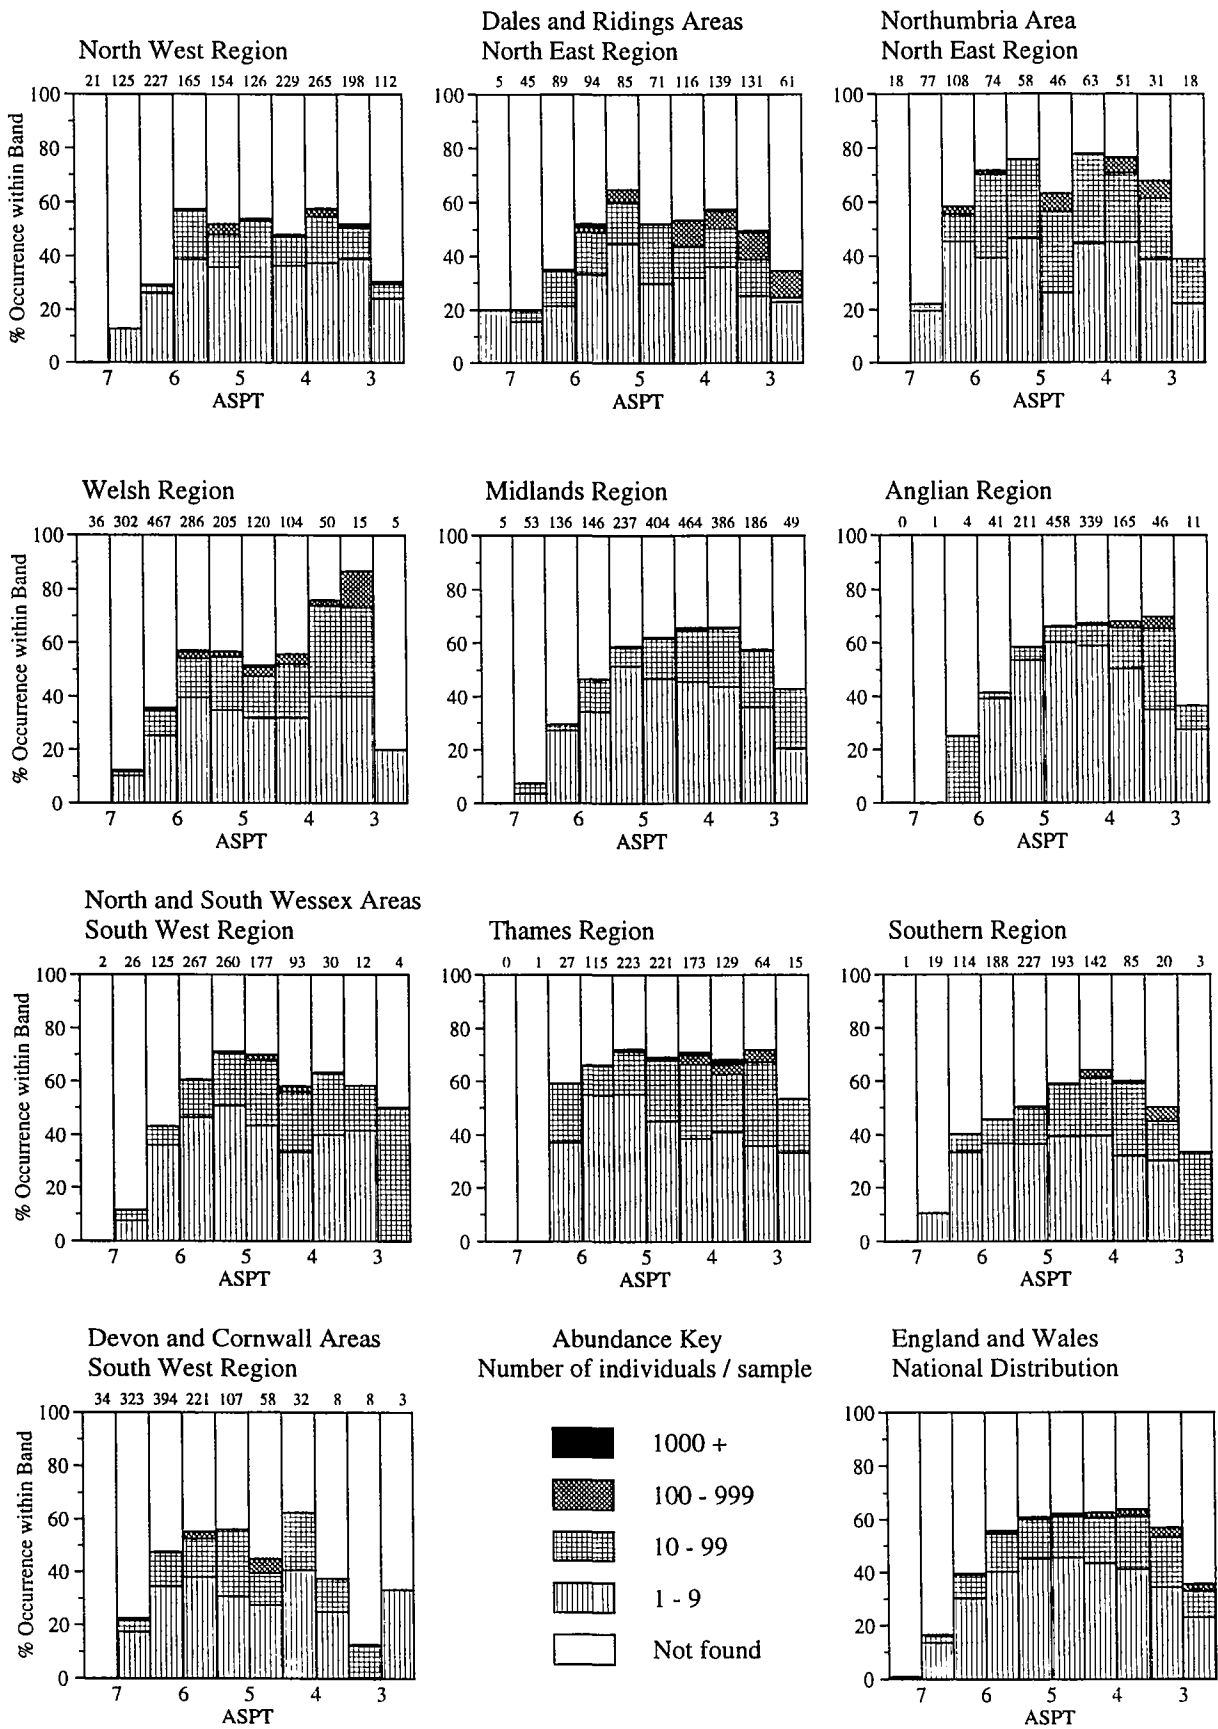 North West Region
21 125 227 165 154 126 229 265 198 112
% Occurrence within Band
100
80
60
40
20
0
7 6 5 4 3
ASPT
Dales and Ridings Areas
North East Region
5 45 89 94 85 71 116 139 131 61
100
80
60
40
20
0
7 6 5 4 3
ASPT
Northumbria Area
North East Region
18 77 108 74 58 46 63 51 31 18
100
80
60
40
20
0
7 6 5 4 3
ASPT
Welsh Region
36 302 467 286 205 120 104 50 15 5
% Occurrence within Band
100
80
60
40
20
0
7 6 5 4 3
ASPT
Midlands Region
5 53 136 146 237 404 464 386 186 49
100
80
60
40
20
0
7 6 5 4 3
ASPT
Anglian Region
0 1 4 41 211 458 339 165 46 11
100
80
60
40
20
0
7 6 5 4 3
ASPT
North and South Wessex Areas
South West Region
2 26 125 267 260 177 93 30 12 4
% Occurrence within Band
100
80
60
40
20
0
7 6 5 4 3
ASPT
Thames Region
0 1 27 115 223 221 173 129 64 15
100
80
60
40
20
0
7 6 5 4 3
ASPT
Southern Region
1 19 114 188 227 193 142 85 20 3
100
80
60
40
20
0
7 6 5 4 3
ASPT
Devon and Cornwall Areas
South West Region
34 323 394 221 107 58 32 8 8 3
% Occurrence within Band
100
80
60
40
20
0
7 6 5 4 3
ASPT
Abundance Key
Number of individuals / sample
1000 +
100 - 999
10 - 99
1 - 9
Not found
England and Wales
National Distribution
100
80
60
40
20
0
7 6 5 4 3
ASPT